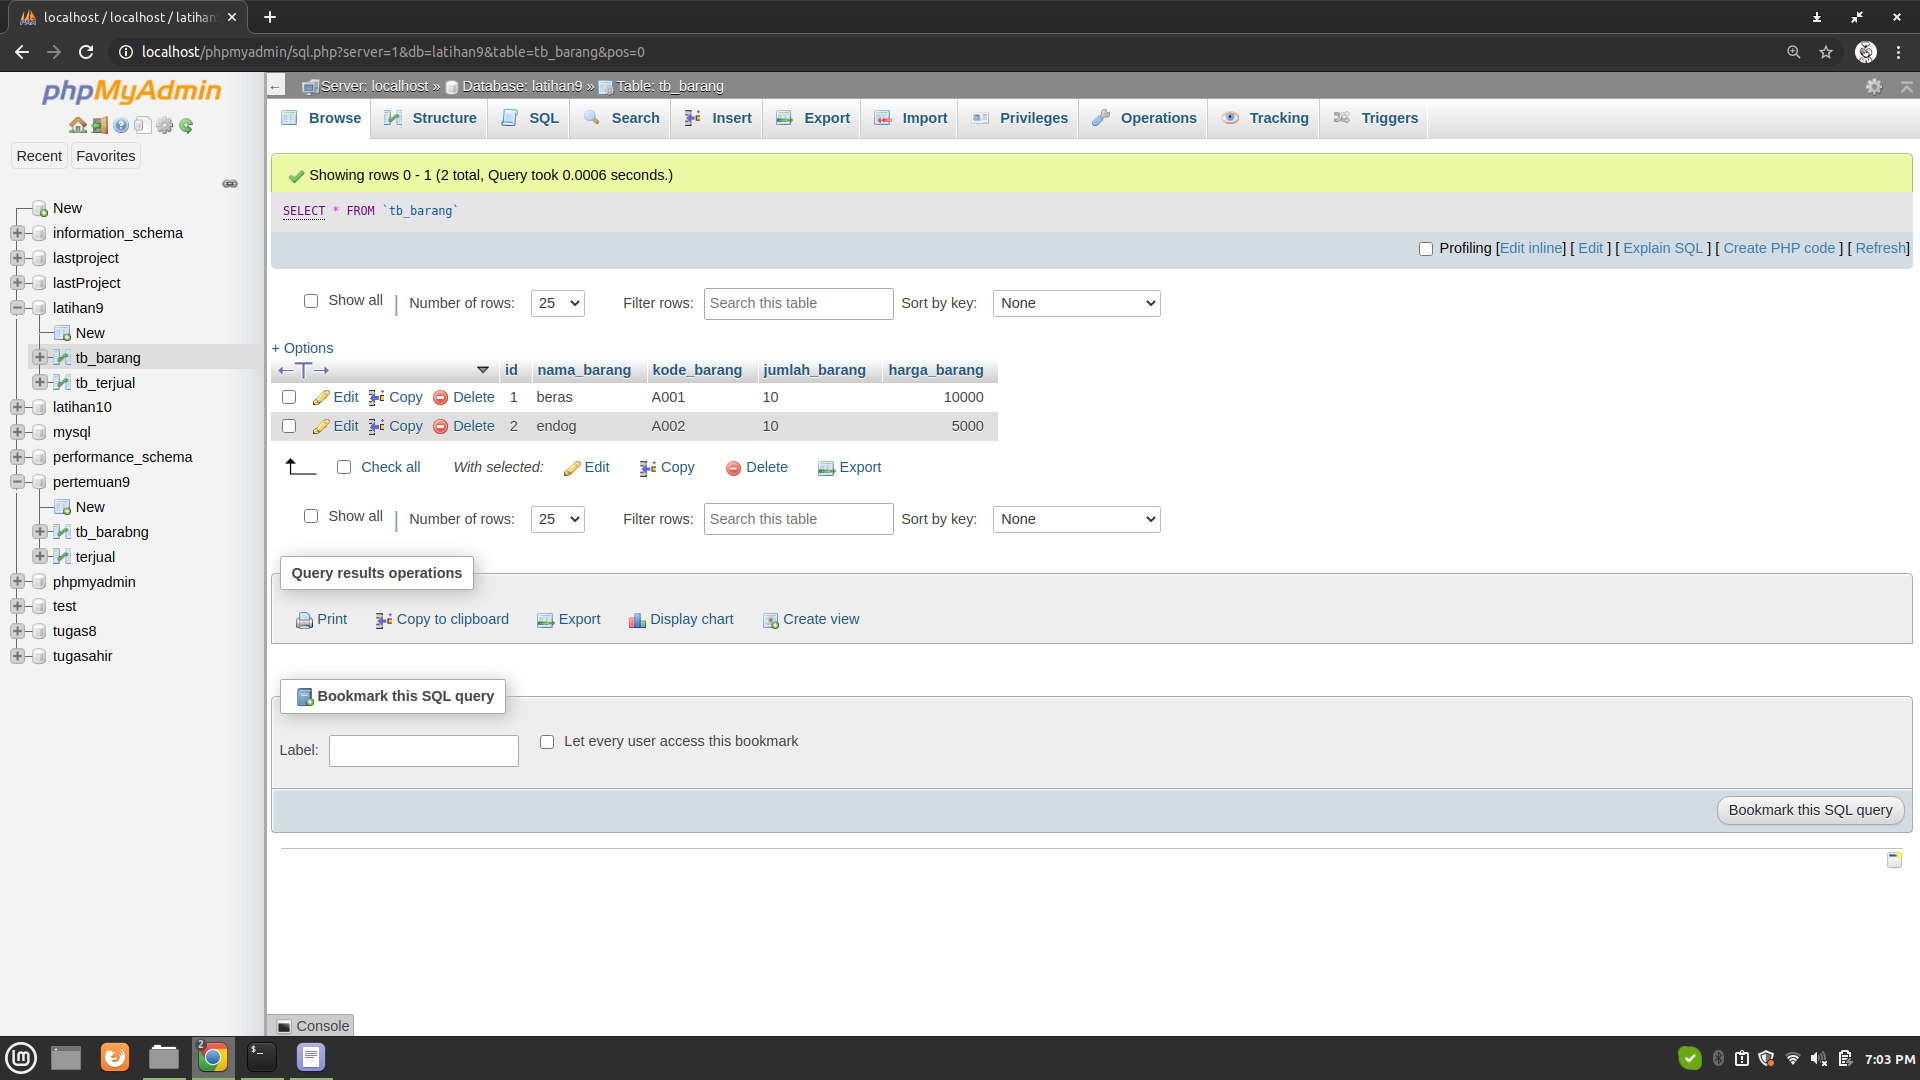 localhost / localhost / latihan
localhost/phpmyadmin/sql.php?server=1&db=latihan9&table=tb_barang&pos=0
phpMyAdmin
Recent Favorites
New
information_schema
lastproject
lastProject
latihan9
New
tb_barang
tb_terjual
latihan10
mysql
performance_schema
pertemuan9
New
tb_barabng
terjual
phpmyadmin
test
tugas8
tugasahir
Server: localhost » Database: latihan9 » Table: tb_barang
Browse Structure SQL Search Insert Export Import Privileges Operations Tracking Triggers
Showing rows 0 - 1 (2 total, Query took 0.0006 seconds.)
SELECT * FROM `tb_barang`
Profiling [Edit inline] [ Edit ] [ Explain SQL ] [ Create PHP code ] [ Refresh]
Show all | Number of rows: 25 Filter rows: Search this table Sort by key: None
+ Options
id nama_barang kode_barang jumlah_barang harga_barang
Edit Copy Delete 1 beras A001 10 10000
Edit Copy Delete 2 endog A002 10 5000
Check all With selected: Edit Copy Delete Export
Show all | Number of rows: 25 Filter rows: Search this table Sort by key: None
Query results operations
Print Copy to clipboard Export Display chart Create view
Bookmark this SQL query
Label: Let every user access this bookmark
Bookmark this SQL query
Console
2
7:03 PM